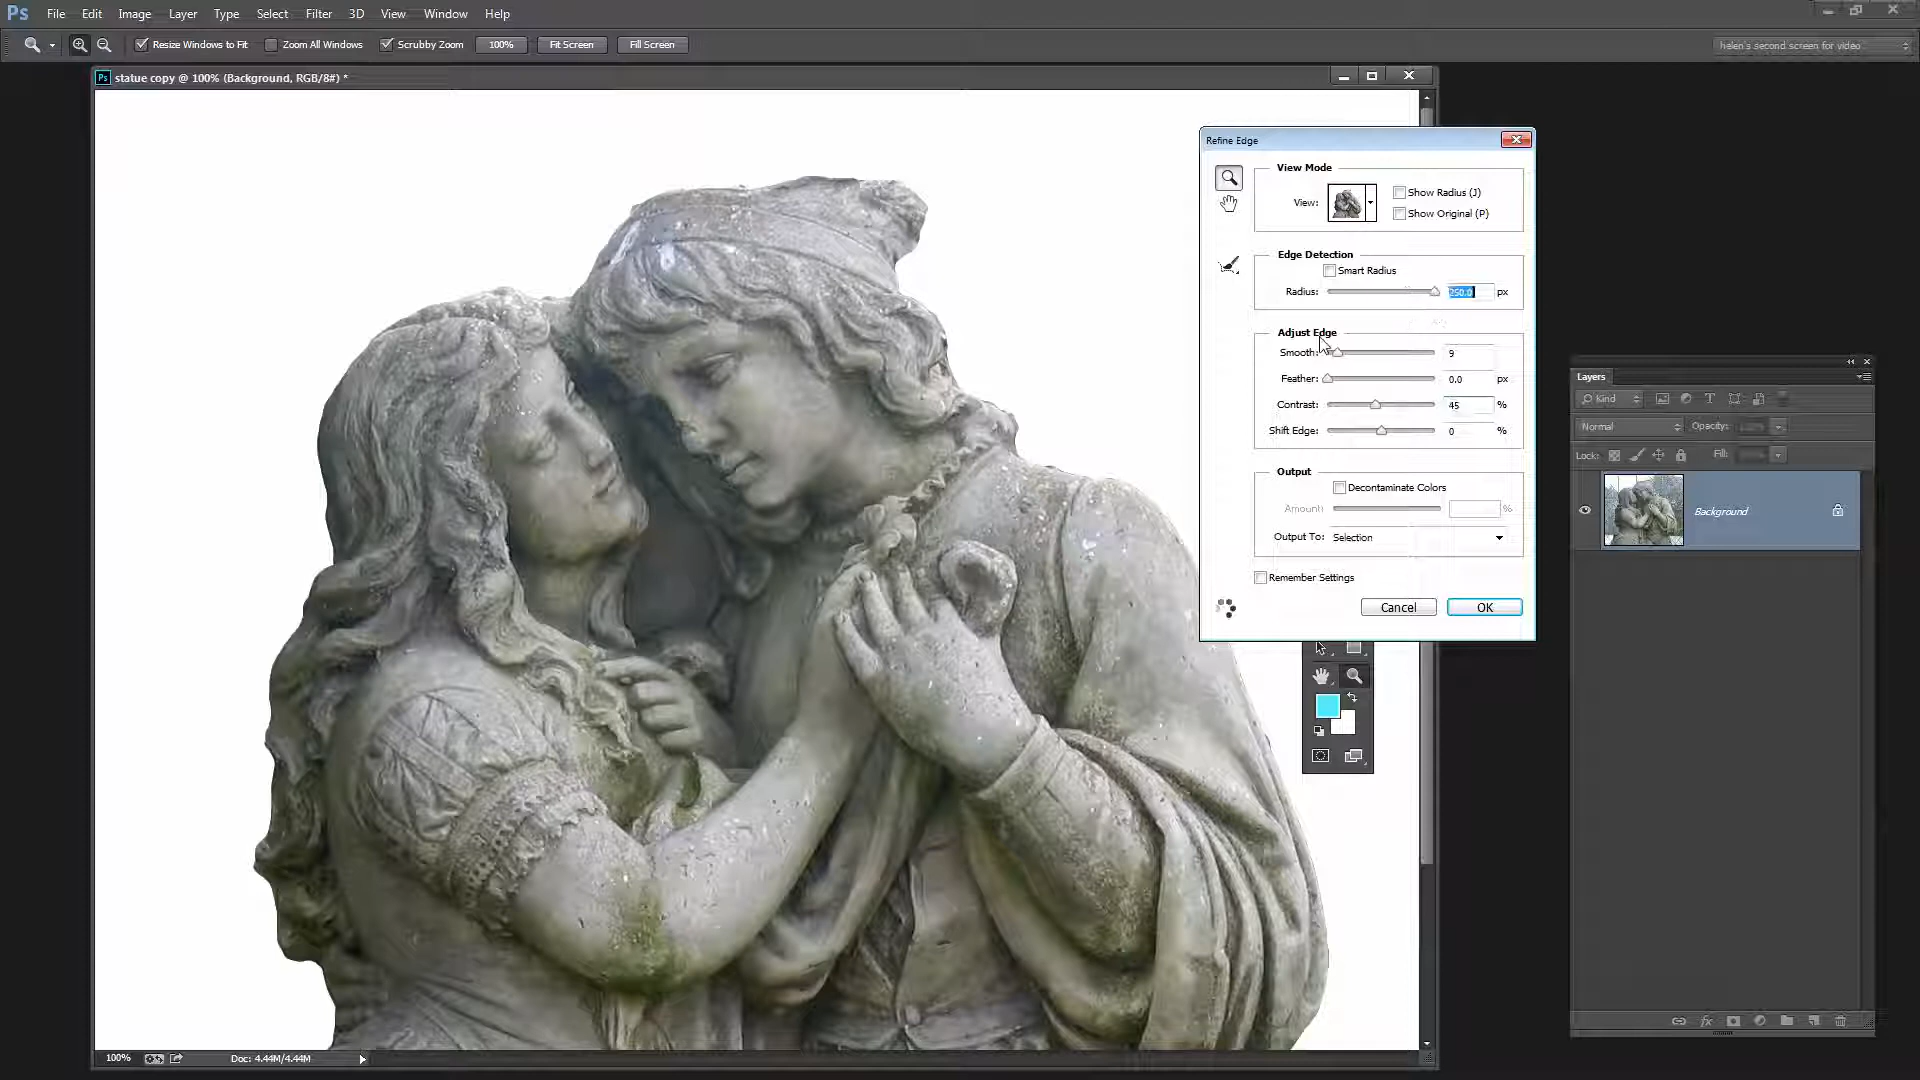 Ps File Edit Image Layer Type Select Filter 3D View Window Help
Resize Windows to Fit Zoom All Windows Scrubby Zoom 100% Fit Screen Fill Screen helen's second screen for video
Ps statue copy @ 100% (Background, RGB/8#) *
Refine Edge
View Mode
View: Show Radius (J)
Show Original (P)
Edge Detection
Smart Radius
Radius: 250.0 px
Adjust Edge
Smooth: 9
Feather: 0.0 px
Contrast: 45 %
Shift Edge: 0 %
Output
Decontaminate Colors
Amount: %
Output To: Selection
Remember Settings
Cancel OK
Layers
Kind
Normal Opacity:
Lock: Fill:
Background
100% Doc: 4.44M/4.44M